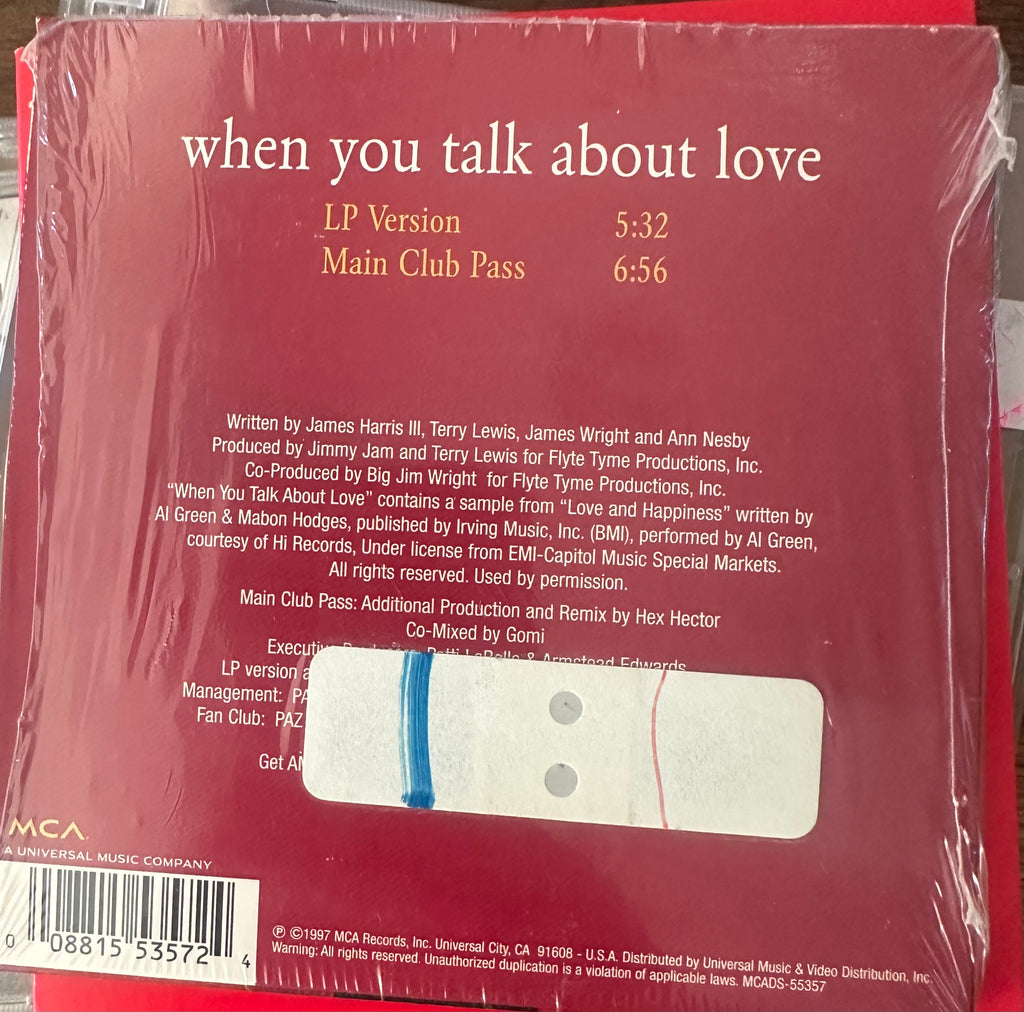 when you talk about love
LP Version 5:32
Main Club Pass 6:56
Written by James Harris III, Terry Lewis, James Wright and Ann Nesby
Produced by Jimmy Jam and Terry Lewis for Flyte Tyme Productions, Inc.
Co-Produced by Big Jim Wright for Flyte Tyme Productions, Inc.
“When You Talk About Love” contains a sample from “Love and Happiness” written by
Al Green & Mabon Hodges, published by Irving Music, Inc. (BMI), performed by Al Green,
courtesy of Hi Records, Under license from EMI-Capitol Music Special Markets.
All rights reserved. Used by permission.
Main Club Pass: Additional Production and Remix by Hex Hector
Co-Mixed by Gomi
Patti LaBelle & Armstead Edwards
LP version
Management: PA
Fan Club: PAZ
Get
MCA
A UNIVERSAL MUSIC COMPANY
0 08815 53572 4
℗ ©1997 MCA Records, Inc. Universal City, CA 91608 - U.S.A. Distributed by Universal Music & Video Distribution, Inc.
Warning: All rights reserved. Unauthorized duplication is a violation of applicable laws. MCADS-55357